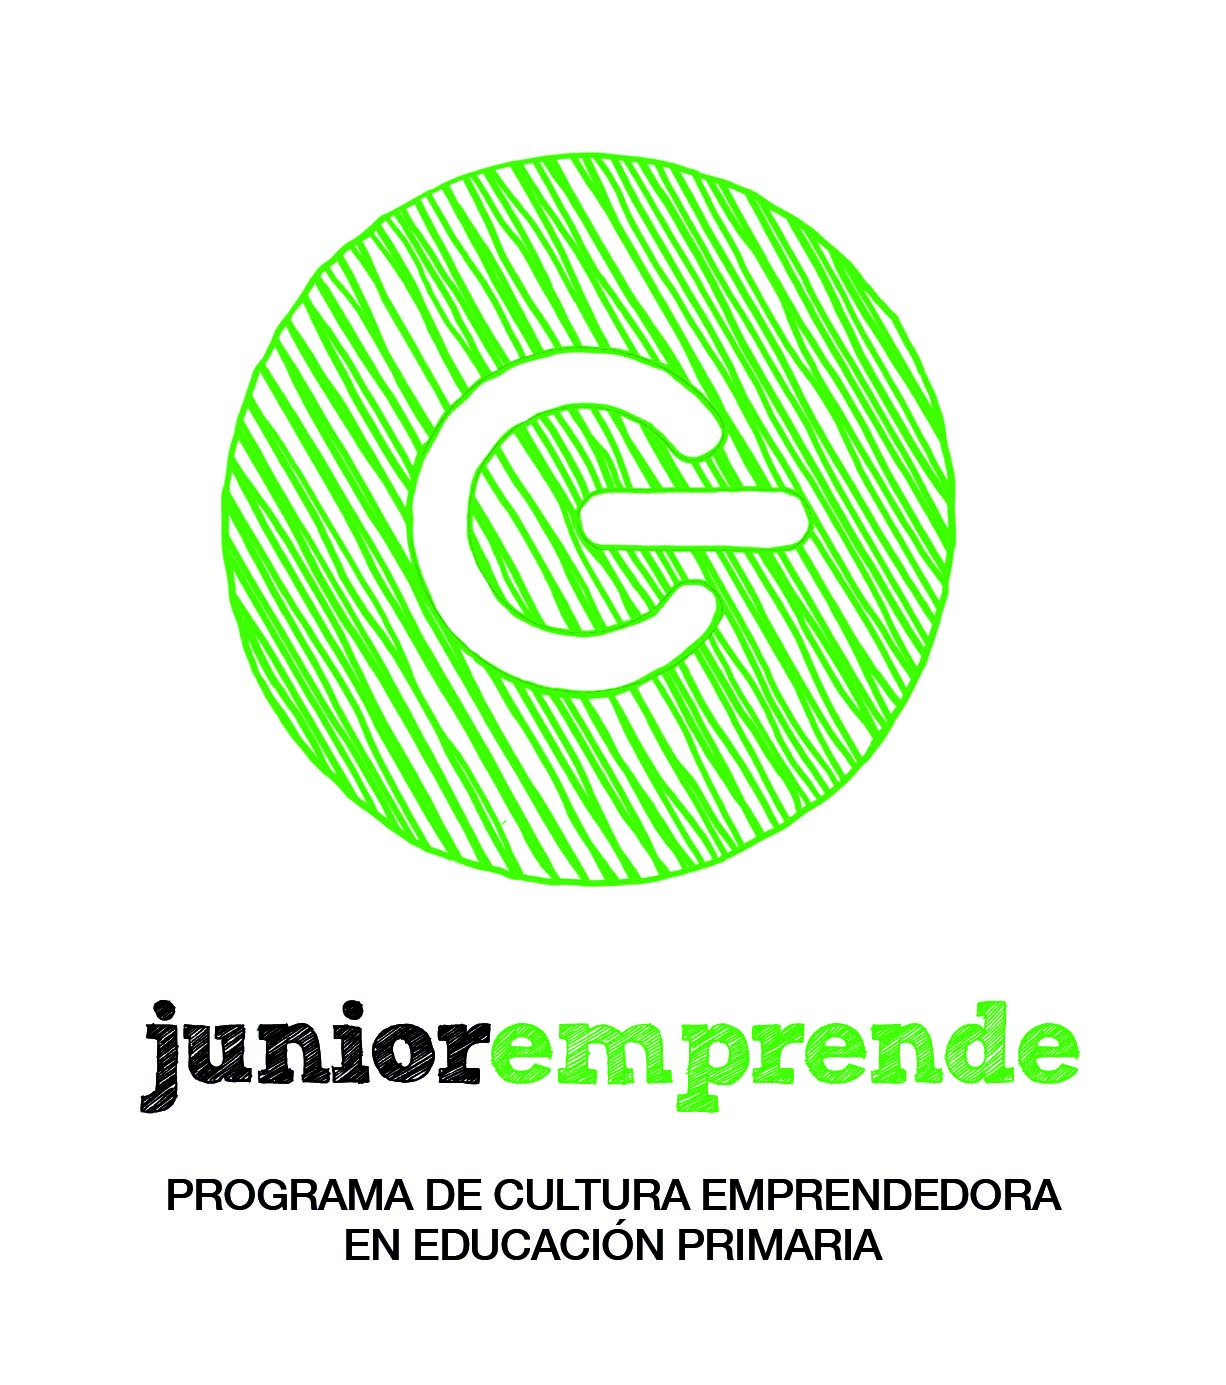 junioremprende
PROGRAMA DE CULTURA EMPRENDEDORA
EN EDUCACIÓN PRIMARIA